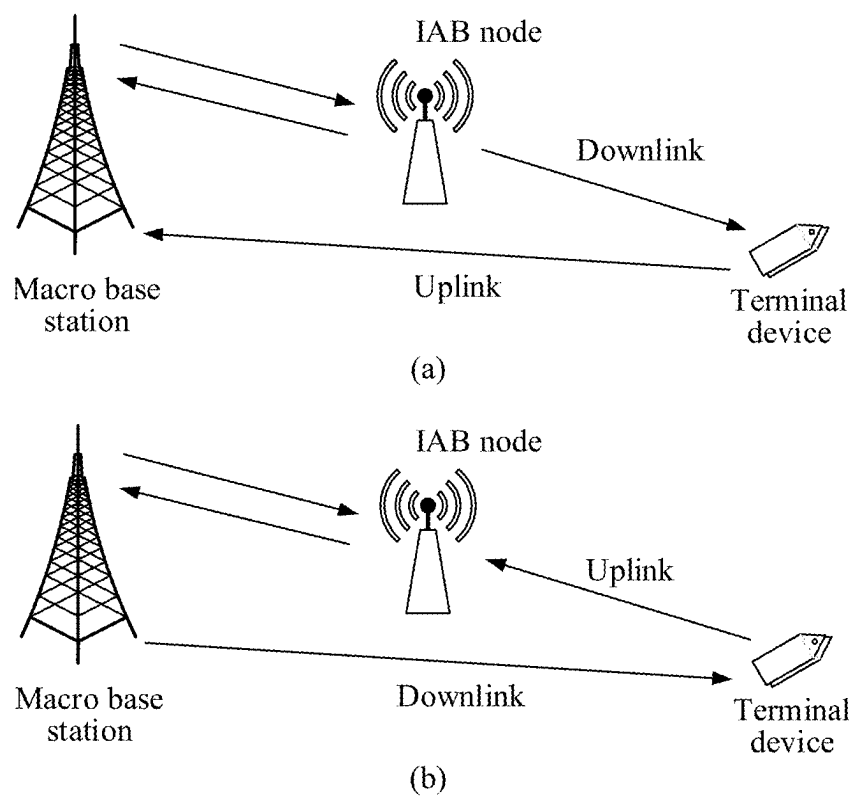 IAB node
Downlink
Uplink
Macro base
station
Terminal
device
(a)
IAB node
Uplink
Downlink
Macro base
station
Terminal
device
(b)